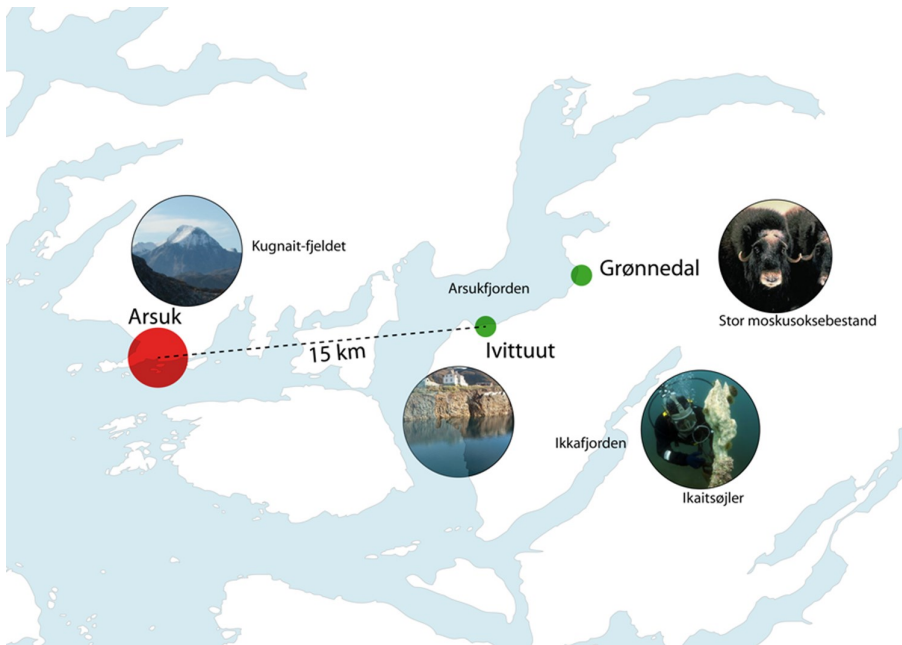 Kugnait-fjeldet
Arsuk
Arsukfjorden
Grønnedal
Stor moskusoksebestand
15 km
Ivittuut
Ikkafjorden
Ikaitsøjler